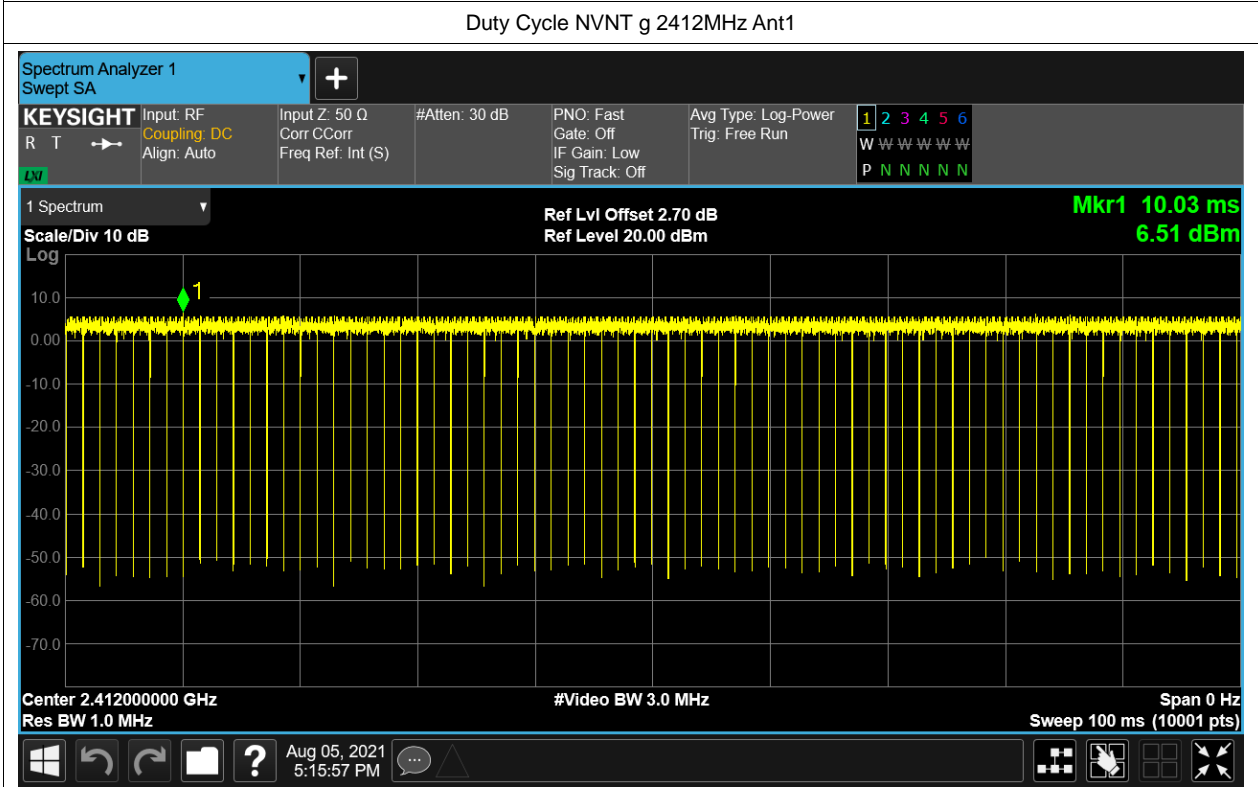 Duty Cycle NVNT g 2412MHz Ant1
Spectrum Analyzer 1
Swept SA
KEYSIGHT
R T
LXI
Input: RF
Coupling: DC
Align: Auto
Input Z: 50 Ω
Corr CCorr
Freq Ref: Int (S)
#Atten: 30 dB
PNO: Fast
Gate: Off
IF Gain: Low
Sig Track: Off
Avg Type: Log-Power
Trig: Free Run
1 2 3 4 5 6
W W W W W W
P N N N N N
1 Spectrum
Scale/Div 10 dB
Log
Ref Lvl Offset 2.70 dB
Ref Level 20.00 dBm
Mkr1 10.03 ms
6.51 dBm
1
10.0
0.00
-10.0
-20.0
-30.0
-40.0
-50.0
-60.0
-70.0
Center 2.412000000 GHz
Res BW 1.0 MHz
#Video BW 3.0 MHz
Span 0 Hz
Sweep 100 ms (10001 pts)
?
Aug 05, 2021
5:15:57 PM